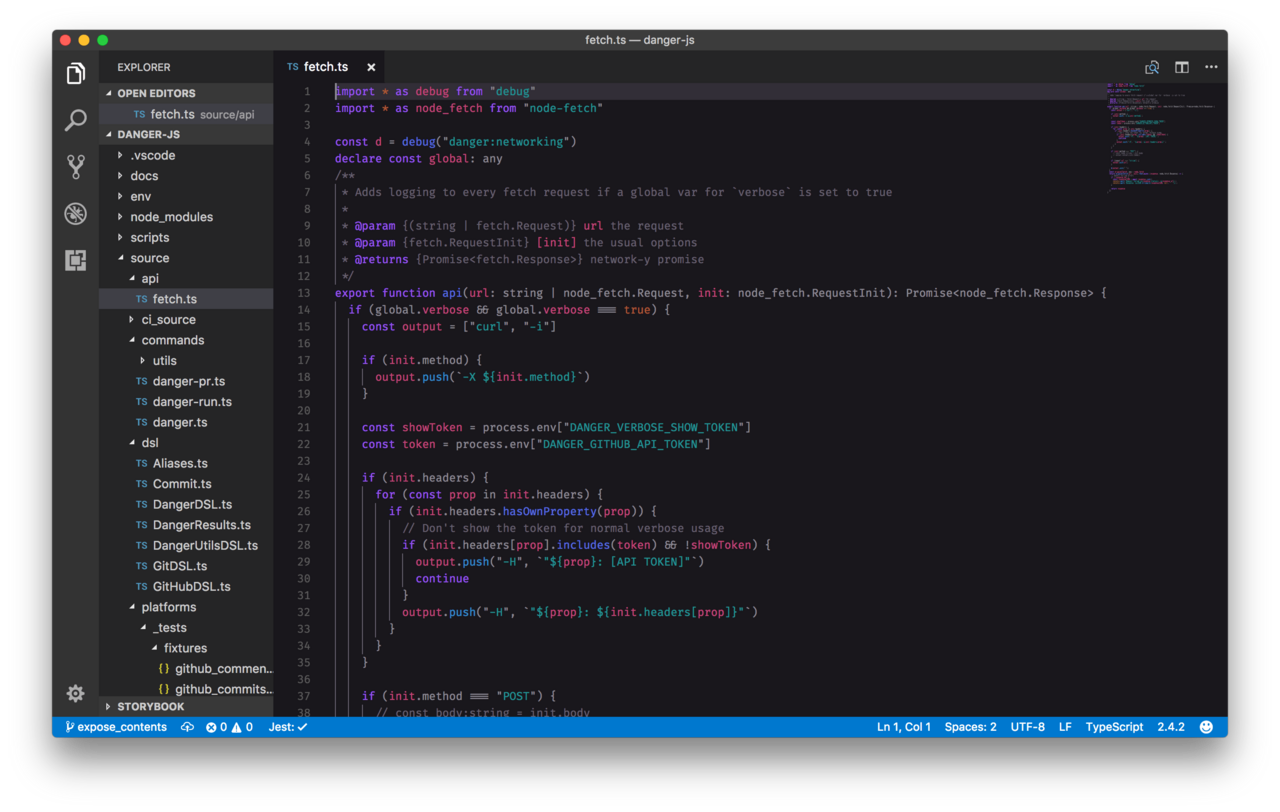 fetch.ts — danger-js
EXPLORER
OPEN EDITORS
TS fetch.ts source/api
DANGER-JS
.vscode
docs
env
node_modules
scripts
source
api
TS fetch.ts
ci_source
commands
utils
TS danger-pr.ts
TS danger-run.ts
TS danger.ts
dsl
TS Aliases.ts
TS Commit.ts
TS DangerDSL.ts
TS DangerResults.ts
TS DangerUtilsDSL.ts
TS GitDSL.ts
TS GitHubDSL.ts
platforms
_tests
fixtures
{} github_commen...
{} github_commits...
STORYBOOK
TS fetch.ts ×
1 import * as debug from "debug"
2 import * as node_fetch from "node-fetch"
3
4 const d = debug("danger:networking")
5 declare const global: any
6 /**
7 * Adds logging to every fetch request if a global var for `verbose` is set to true
8 *
9 * @param {(string | fetch.Request)} url the request
10 * @param {fetch.RequestInit} [init] the usual options
11 * @returns {Promise<fetch.Response>} network-y promise
12 */
13 export function api(url: string | node_fetch.Request, init: node_fetch.RequestInit): Promise<node_fetch.Response> {
14 if (global.verbose && global.verbose === true) {
15 const output = ["curl", "-i"]
16
17 if (init.method) {
18 output.push(`-X ${init.method}`)
19 }
20
21 const showToken = process.env["DANGER_VERBOSE_SHOW_TOKEN"]
22 const token = process.env["DANGER_GITHUB_API_TOKEN"]
23
24 if (init.headers) {
25 for (const prop in init.headers) {
26 if (init.headers.hasOwnProperty(prop)) {
27 // Don't show the token for normal verbose usage
28 if (init.headers[prop].includes(token) && !showToken) {
29 output.push("-H", `"${prop}: [API TOKEN]"`)
30 continue
31 }
32 output.push("-H", `"${prop}: ${init.headers[prop]}"`)
33 }
34 }
35 }
36
37 if (init.method === "POST") {
38 // const body:string = init.body
expose_contents 0 0 Jest: ✓
Ln 1, Col 1 Spaces: 2 UTF-8 LF TypeScript 2.4.2